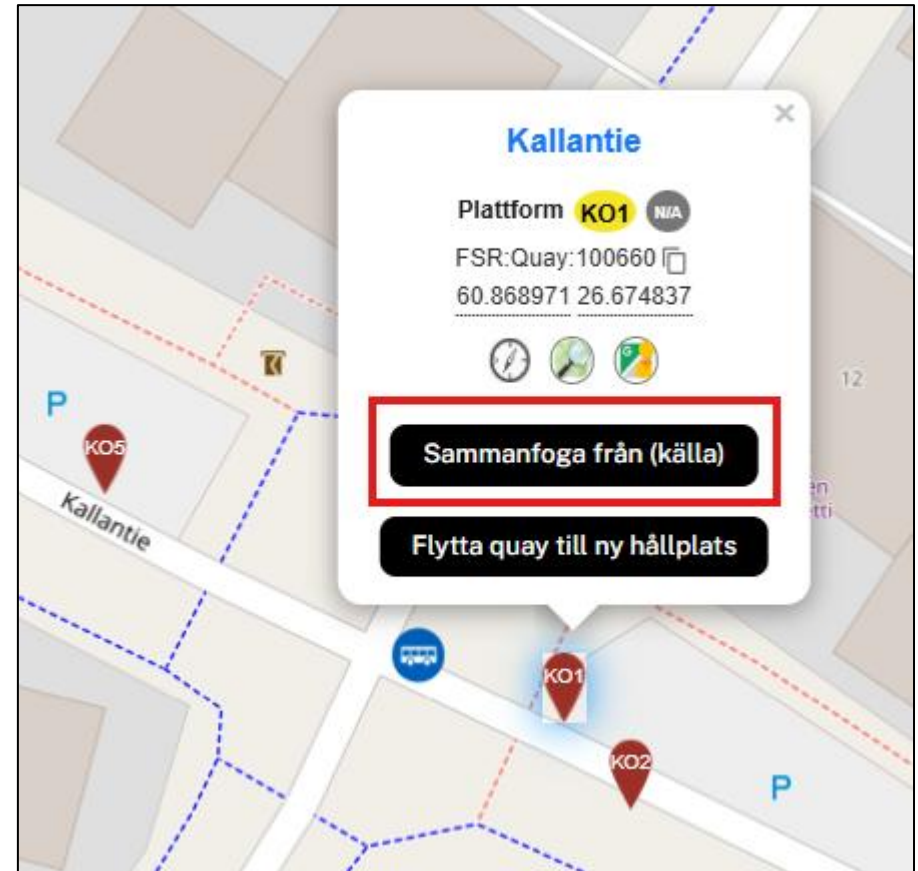 Kallantie
×
Plattform KO1 N/A
FSR:Quay:100660
60.868971 26.674837
G
Sammanfoga från (källa)
Flytta quay till ny hållplats
12
P
KO5
Kallantie
KO1
KO2
P